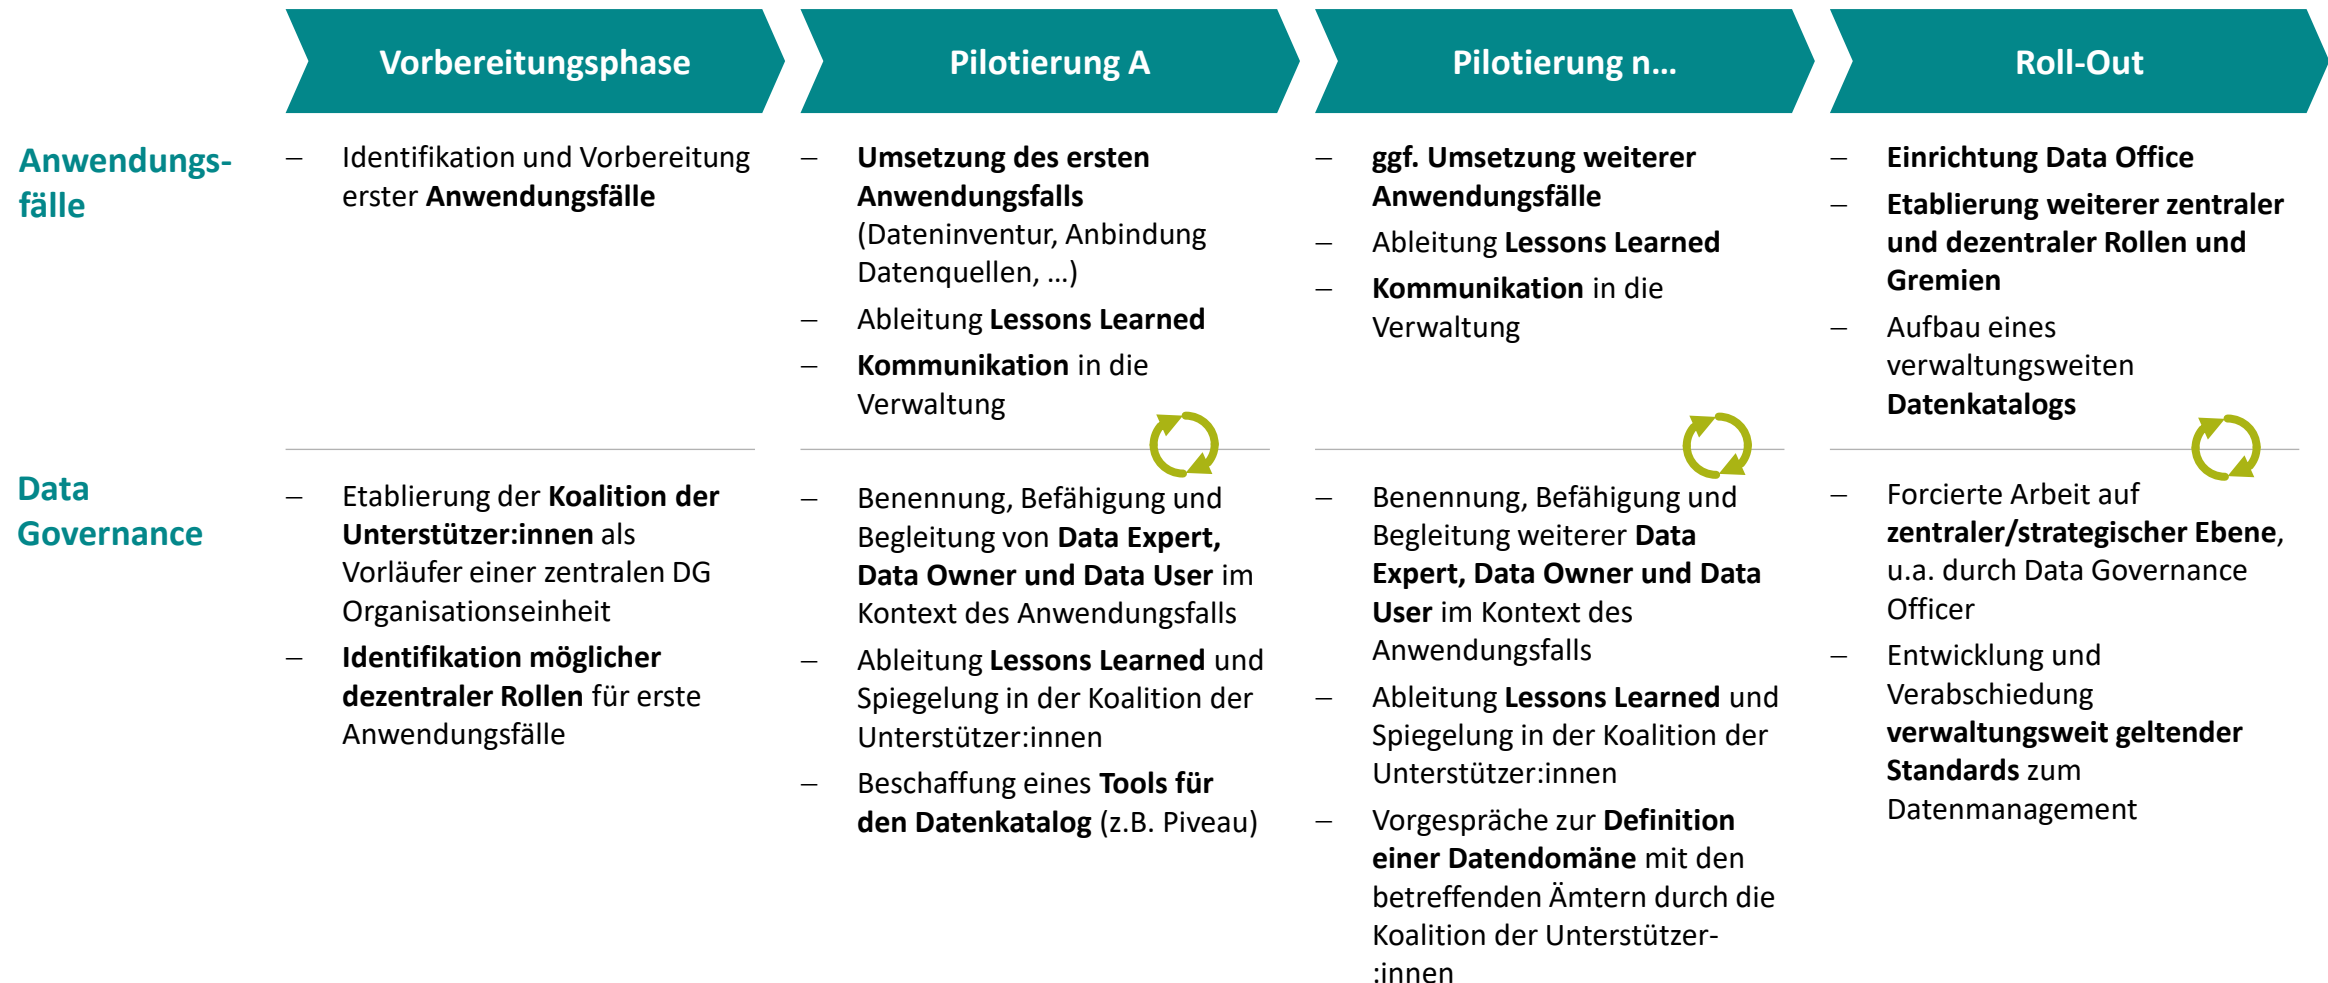 Vorbereitungsphase
Pilotierung A
Pilotierung n…
Roll-Out
Anwendungs-
fälle
– Identifikation und Vorbereitung
erster Anwendungsfälle
– Umsetzung des ersten
Anwendungsfalls
(Dateninventur, Anbindung
Datenquellen, …)
– Ableitung Lessons Learned
– Kommunikation in die
Verwaltung
– ggf. Umsetzung weiterer
Anwendungsfälle
– Ableitung Lessons Learned
– Kommunikation in die
Verwaltung
– Einrichtung Data Office
– Etablierung weiterer zentraler
und dezentraler Rollen und
Gremien
– Aufbau eines
verwaltungsweiten
Datenkatalogs
Data
Governance
– Etablierung der Koalition der
Unterstützer:innen als
Vorläufer einer zentralen DG
Organisationseinheit
– Identifikation möglicher
dezentraler Rollen für erste
Anwendungsfälle
– Benennung, Befähigung und
Begleitung von Data Expert,
Data Owner und Data User im
Kontext des Anwendungsfalls
– Ableitung Lessons Learned und
Spiegelung in der Koalition der
Unterstützer:innen
– Beschaffung eines Tools für
den Datenkatalog (z.B. Piveau)
– Benennung, Befähigung und
Begleitung weiterer Data
Expert, Data Owner und Data
User im Kontext des
Anwendungsfalls
– Ableitung Lessons Learned und
Spiegelung in der Koalition der
Unterstützer:innen
– Vorgespräche zur Definition
einer Datendomäne mit den
betreffenden Ämtern durch die
Koalition der Unterstützer-
:innen
– Forcierte Arbeit auf
zentraler/strategischer Ebene,
u.a. durch Data Governance
Officer
– Entwicklung und
Verabschiedung
verwaltungsweit geltender
Standards zum
Datenmanagement